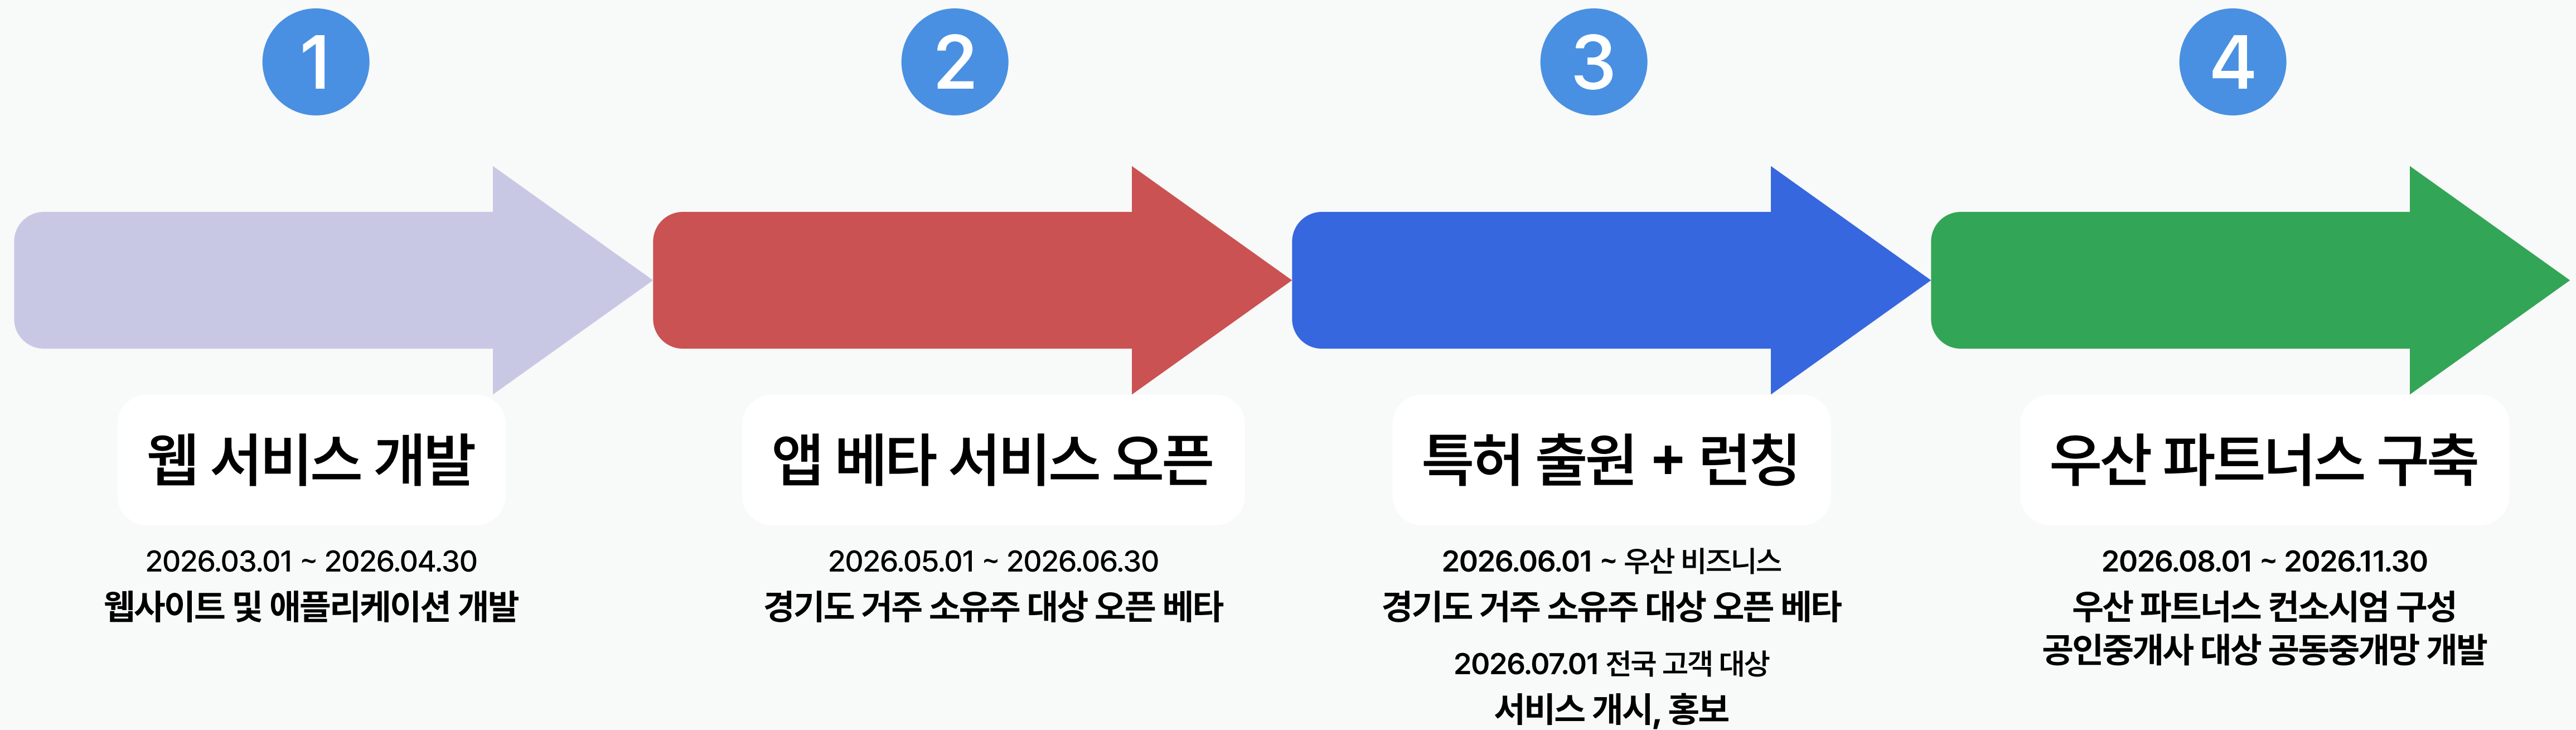 1
2
3
4
웹 서비스 개발
2026.03.01 ~ 2026.04.30
웹사이트 및 애플리케이션 개발
앱 베타 서비스 오픈
2026.05.01 ~ 2026.06.30
경기도 거주 소유주 대상 오픈 베타
특허 출원 + 런칭
2026.06.01 ~ 우산 비즈니스
경기도 거주 소유주 대상 오픈 베타
2026.07.01 전국 고객 대상
서비스 개시, 홍보
우산 파트너스 구축
2026.08.01 ~ 2026.11.30
우산 파트너스 컨소시엄 구성
공인중개사 대상 공동중개망 개발